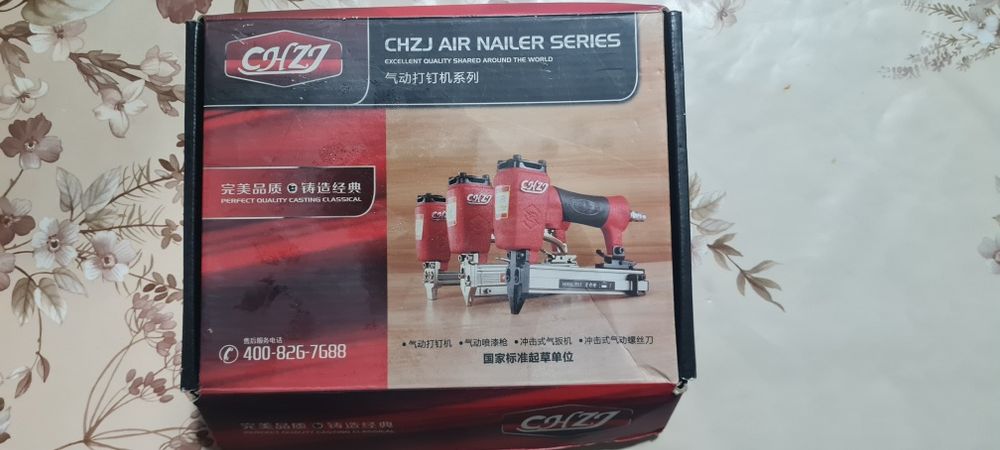 CHZJ
CHZJ AIR NAILER SERIES
EXCELLENT QUALITY SHARED AROUND THE WORLD
气动打钉机系列
完美品质 铸造经典
PERFECT QUALITY CASTING CLASSICAL
CHZJ
CHZJ
售后服务电话
400-826-7688
•气动打钉机 •气动喷漆枪 •冲击式气扳机 •冲击式气动螺丝刀
国家标准起草单位
完美品质 铸造经典
PERFECT QUALITY CASTING CLASSICAL
CHZJ